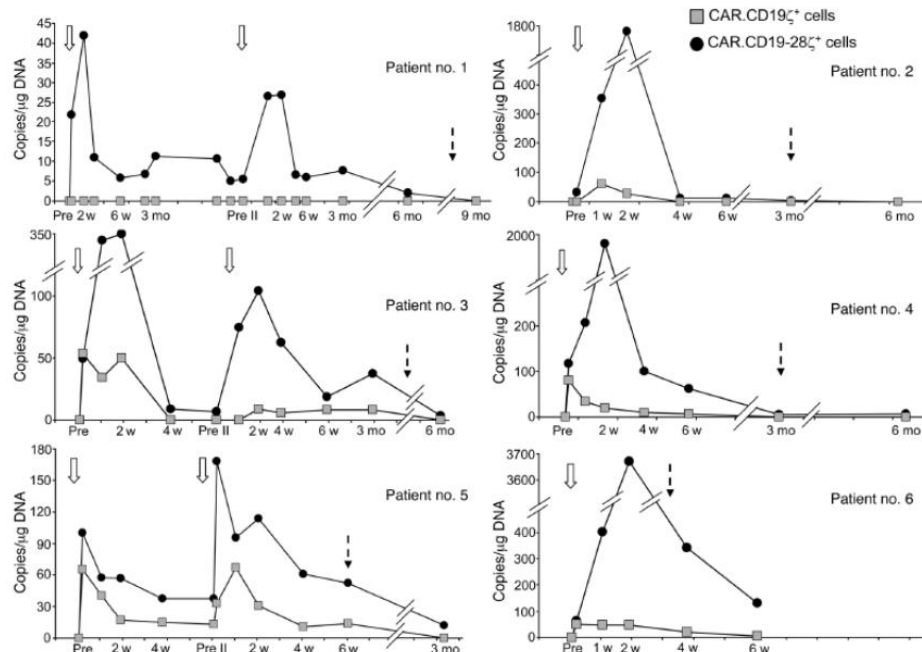 CAR.CD19ζ⁺ cells
CAR.CD19-28ζ⁺ cells
Patient no. 1
Copies/μg DNA
45
40
35
30
25
20
15
10
5
0
Pre 2 w 6 w 3 mo Pre II 2 w 6 w 6 mo 9 mo
Patient no. 2
Copies/μg DNA
1800
400
300
200
100
0
Pre 1 w 2 w 4 w 6 w 3 mo 6 mo
Patient no. 3
Copies/μg DNA
350
100
50
0
Pre 2 w 4 w Pre II 2 w 4 w 6 w 3 mo 6 mo
Patient no. 4
Copies/μg DNA
2000
200
100
0
Pre 2 w 4 w 6 w 3 mo 6 mo
Patient no. 5
Copies/μg DNA
180
150
120
90
60
30
0
Pre 2 w 4 w Pre II 2 w 4 w 6 w 3 mo
Patient no. 6
Copies/μg DNA
3700
3600
400
300
200
100
0
Pre 1 w 2 w 4 w 6 w